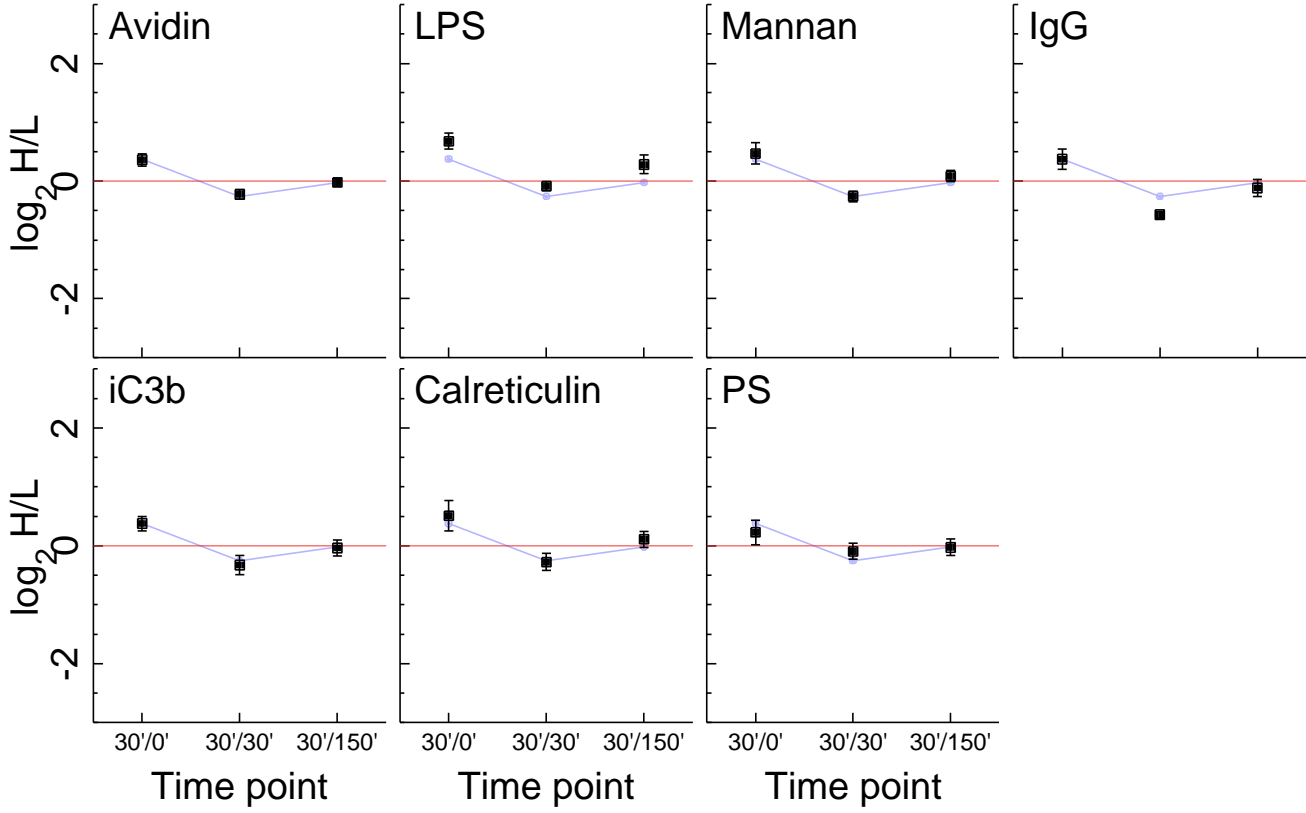 Avidin
LPS
Mannan
IgG
2
0
-2
log2 H/L
iC3b
Calreticulin
PS
2
0
-2
log2 H/L
30'/0' 30'/30' 30'/150' 30'/0' 30'/30' 30'/150' 30'/0' 30'/30' 30'/150'
Time point Time point Time point